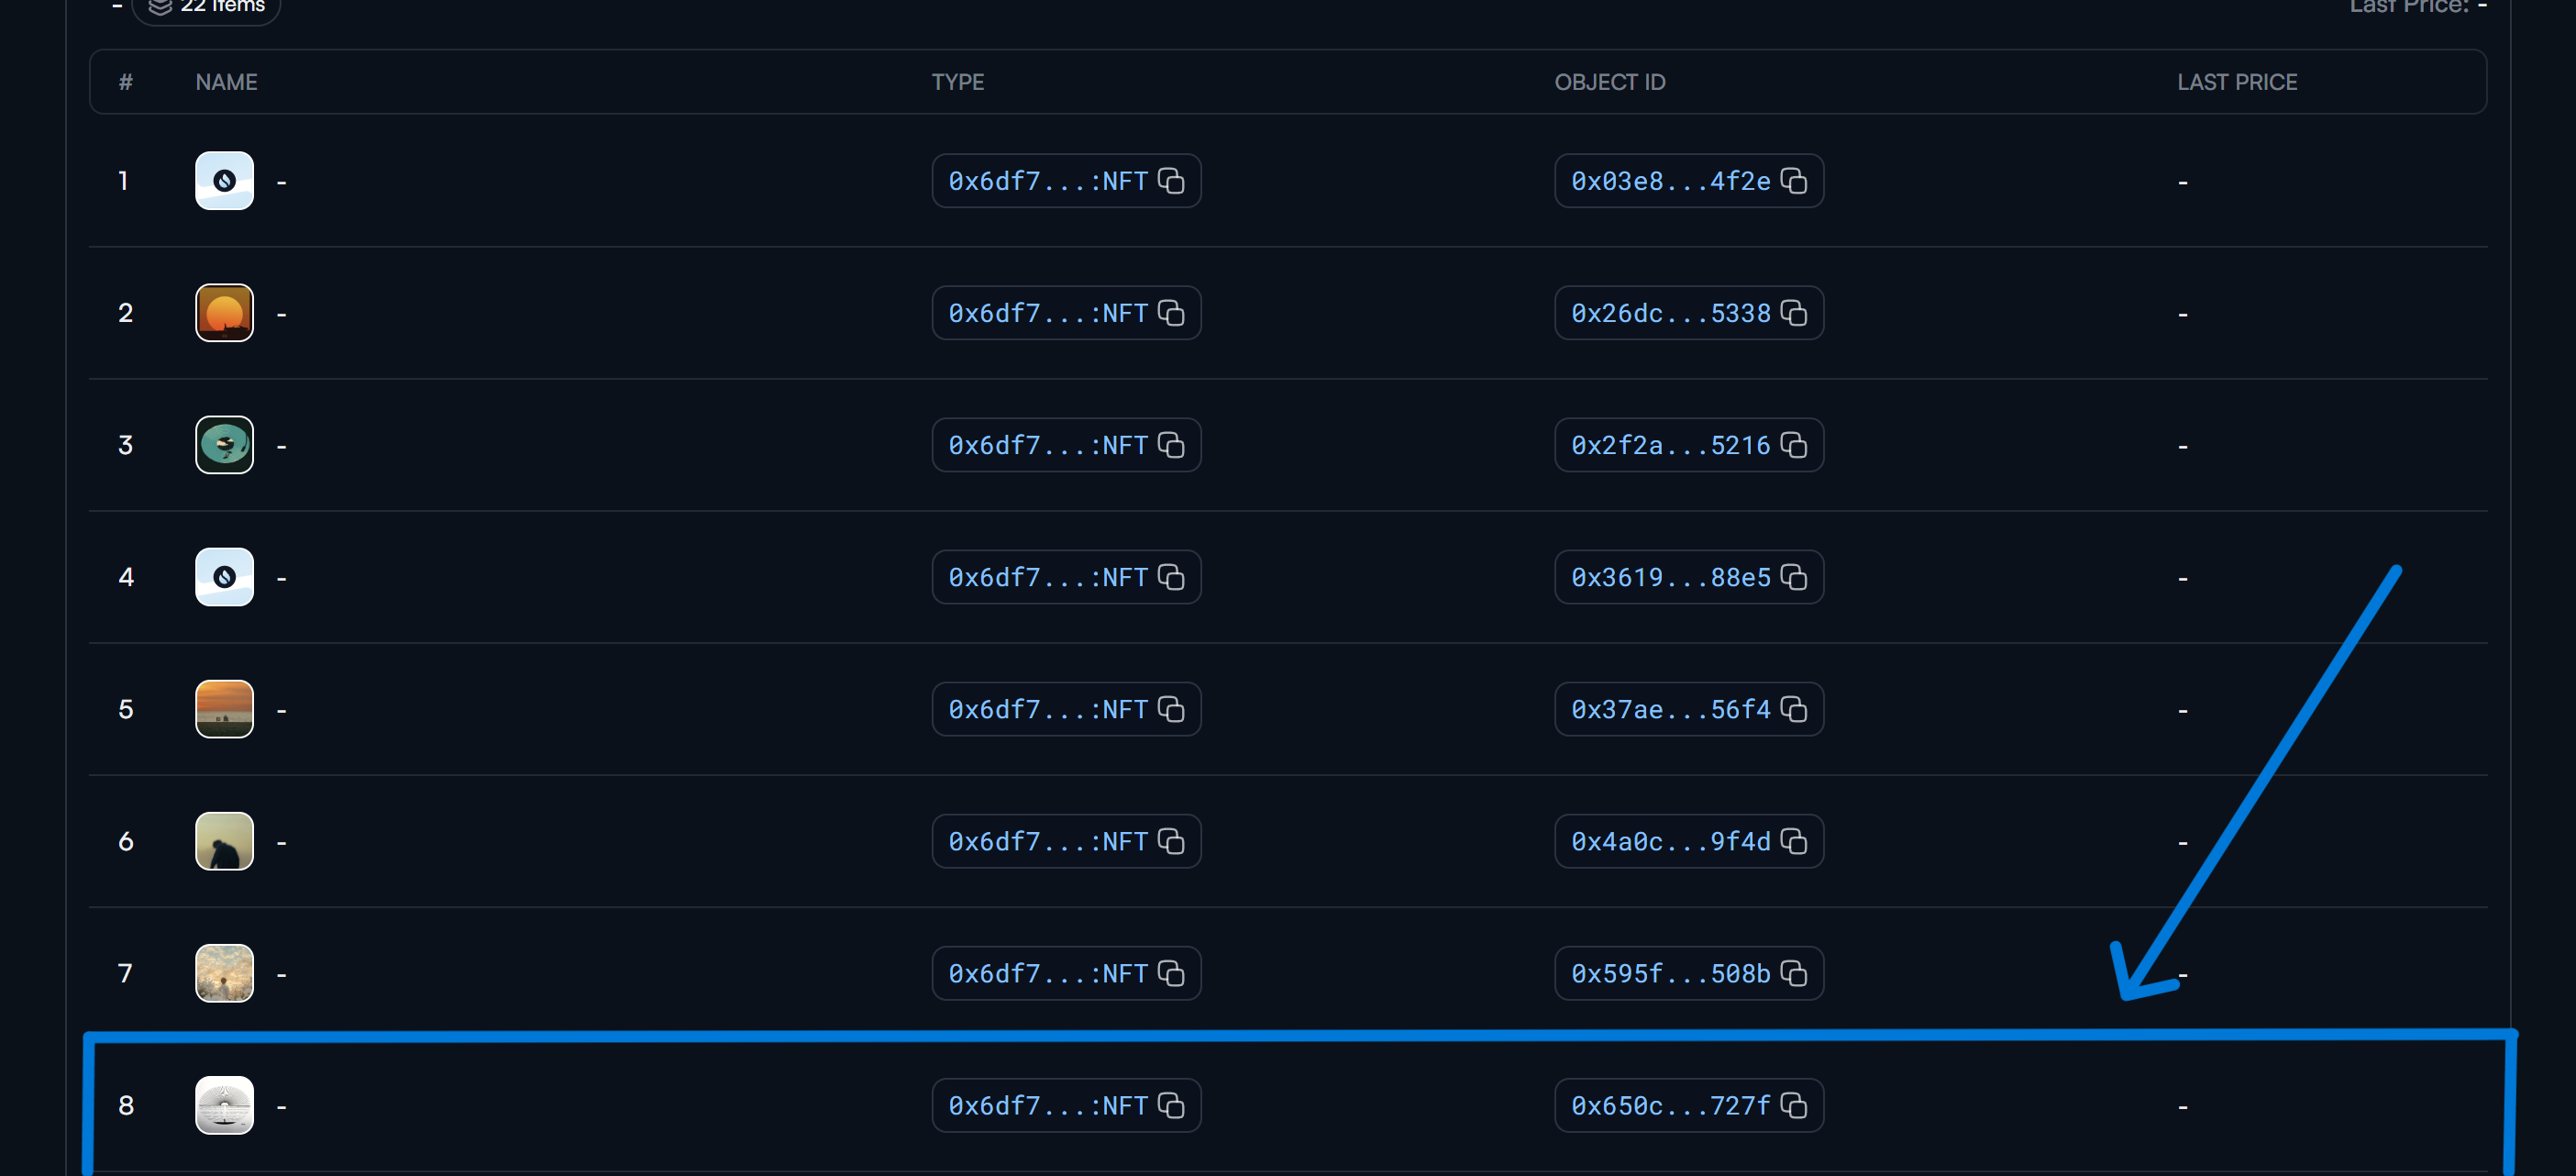 - 22 Items Last Price: -
# NAME TYPE OBJECT ID LAST PRICE
1 - 0x6df7...:NFT 0x03e8...4f2e -
2 - 0x6df7...:NFT 0x26dc...5338 -
3 - 0x6df7...:NFT 0x2f2a...5216 -
4 - 0x6df7...:NFT 0x3619...88e5 -
5 - 0x6df7...:NFT 0x37ae...56f4 -
6 - 0x6df7...:NFT 0x4a0c...9f4d -
7 - 0x6df7...:NFT 0x595f...508b -
8 - 0x6df7...:NFT 0x650c...727f -